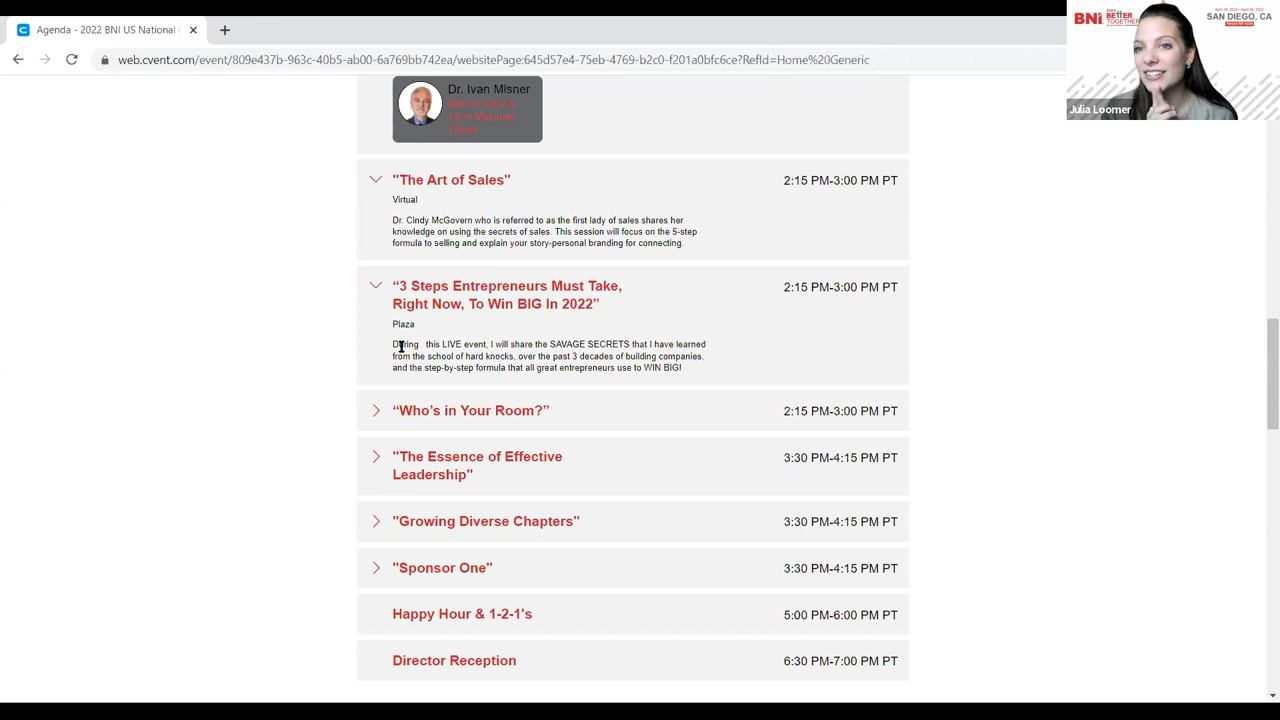 Agenda - 2022 BNI US National
web.cvent.com/event/809e437b-963c-40b5-ab00-6a769bb742ea/websitePage:645d57e4-75eb-4769-b2c0-f201a0bfc6ce?RefId=Home%20Generic
BNI
BETTER
TOGETHER
SAN DIEGO, CA
Julia Loomer
Dr. Ivan Misner
BNI Founder &
Chief Visionary
Officer
"The Art of Sales"
2:15 PM-3:00 PM PT
Virtual
Dr. Cindy McGovern who is referred to as the first lady of sales shares her
knowledge on using the secrets of sales. This session will focus on the 5-step
formula to selling and explain your story-personal branding for connecting.
“3 Steps Entrepreneurs Must Take,
Right Now, To Win BIG In 2022”
2:15 PM-3:00 PM PT
Plaza
During this LIVE event, I will share the SAVAGE SECRETS that I have learned
from the school of hard knocks, over the past 3 decades of building companies,
and the step-by-step formula that all great entrepreneurs use to WIN BIG!
“Who’s in Your Room?”
2:15 PM-3:00 PM PT
"The Essence of Effective
Leadership"
3:30 PM-4:15 PM PT
"Growing Diverse Chapters"
3:30 PM-4:15 PM PT
"Sponsor One"
3:30 PM-4:15 PM PT
Happy Hour & 1-2-1's
5:00 PM-6:00 PM PT
Director Reception
6:30 PM-7:00 PM PT